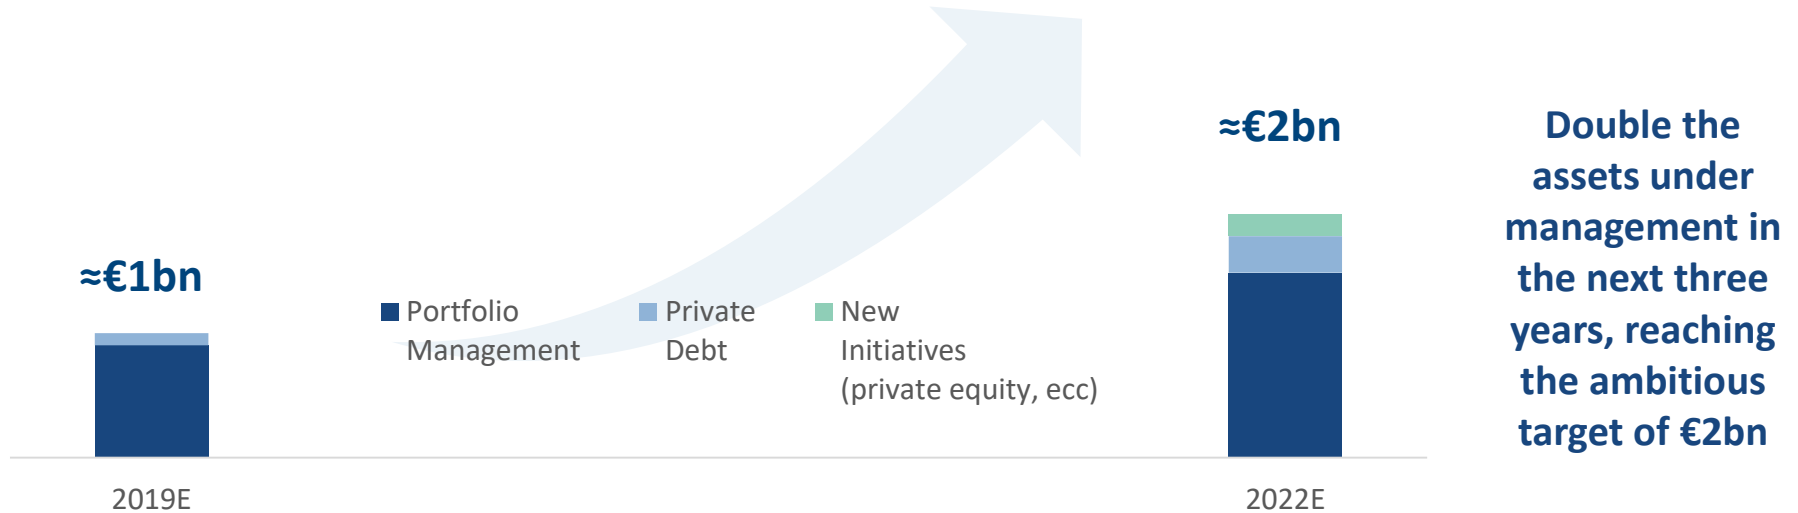 ≈€1bn
Portfolio
Management
Private
Debt
New
Initiatives
(private equity, ecc)
≈€2bn
2019E
2022E
Double the
assets under
management in
the next three
years, reaching
the ambitious
target of €2bn